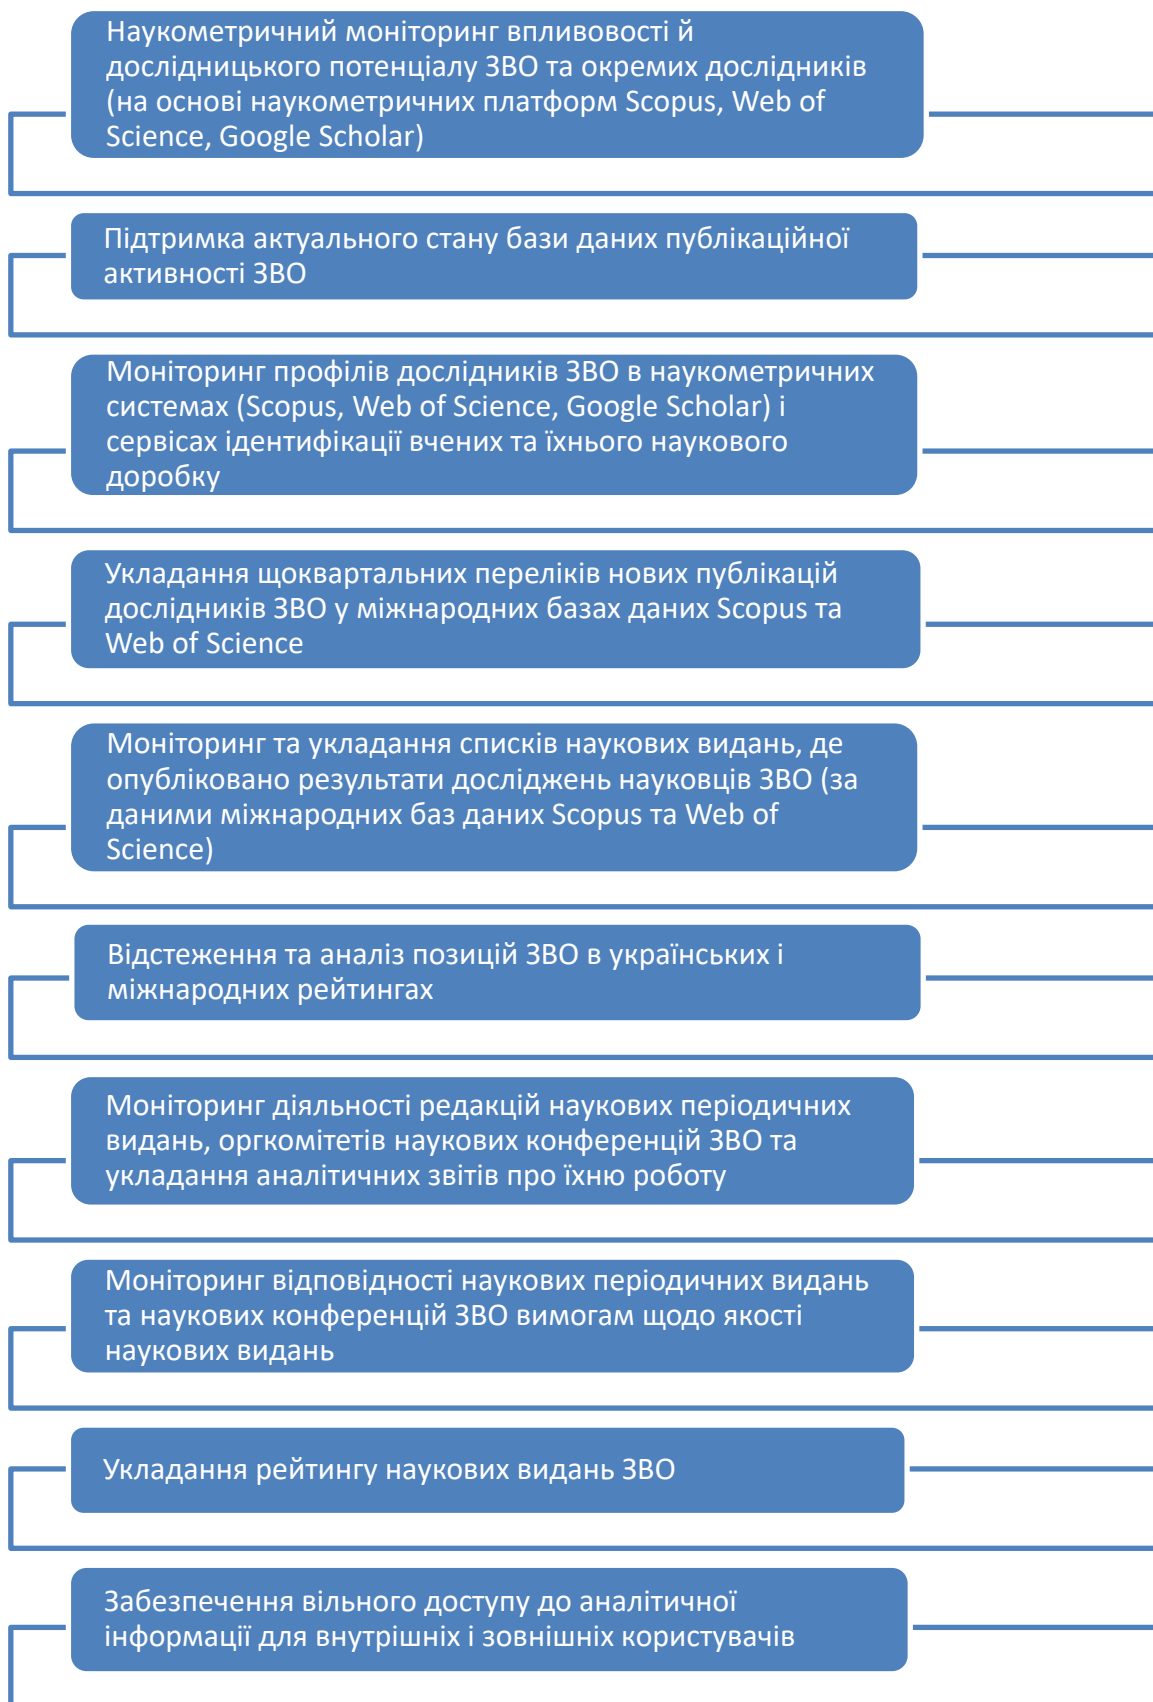 Наукометричний моніторинг впливовості й
дослідницького потенціалу ЗВО та окремих дослідників
(на основі наукометричних платформ Scopus, Web of
Science, Google Scholar)
Підтримка актуального стану бази даних публікаційної
активності ЗВО
Моніторинг профілів дослідників ЗВО в наукометричних
системах (Scopus, Web of Science, Google Scholar) і
сервісах ідентифікації вчених та їхнього наукового
доробку
Укладання щоквартальних переліків нових публікацій
дослідників ЗВО у міжнародних базах даних Scopus та
Web of Science
Моніторинг та укладання списків наукових видань, де
опубліковано результати досліджень науковців ЗВО (за
даними міжнародних баз даних Scopus та Web of
Science)
Відстеження та аналіз позицій ЗВО в українських і
міжнародних рейтингах
Моніторинг діяльності редакцій наукових періодичних
видань, оргкомітетів наукових конференцій ЗВО та
укладання аналітичних звітів про їхню роботу
Моніторинг відповідності наукових періодичних видань
та наукових конференцій ЗВО вимогам щодо якості
наукових видань
Укладання рейтингу наукових видань ЗВО
Забезпечення вільного доступу до аналітичної
інформації для внутрішніх і зовнішніх користувачів